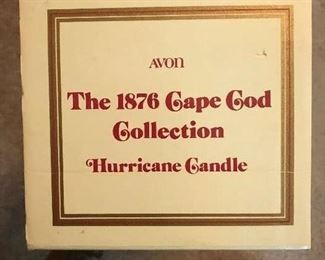 AVON
The 1876 Cape Cod
Collection
Hurricane Candle